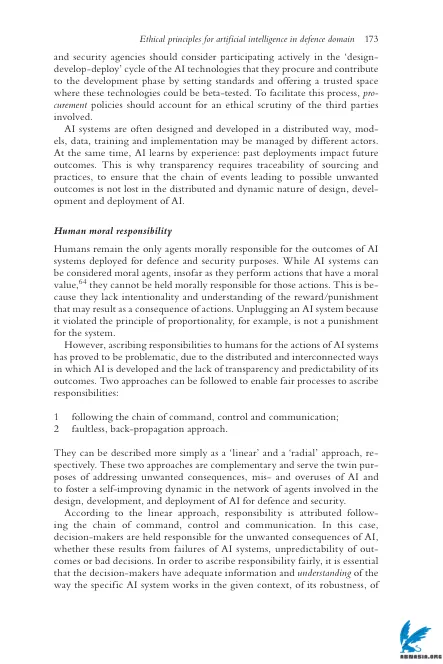 Ethical principles for artificial intelligence in defence domain 173
and security agencies should consider participating actively in the ‘design-
develop-deploy’ cycle of the AI technologies that they procure and contribute
to the development phase by setting standards and offering a trusted space
where these technologies could be beta-tested. To facilitate this process, pro-
curement policies should account for an ethical scrutiny of the third parties
involved.
AI systems are often designed and developed in a distributed way, mod-
els, data, training and implementation may be managed by different actors.
At the same time, AI learns by experience: past deployments impact future
outcomes. This is why transparency requires traceability of sourcing and
practices, to ensure that the chain of events leading to possible unwanted
outcomes is not lost in the distributed and dynamic nature of design, devel-
opment and deployment of AI.
Human moral responsibility
Humans remain the only agents morally responsible for the outcomes of AI
systems deployed for defence and security purposes. While AI systems can
be considered moral agents, insofar as they perform actions that have a moral
value,64 they cannot be held morally responsible for those actions. This is be-
cause they lack intentionality and understanding of the reward/punishment
that may result as a consequence of actions. Unplugging an AI system because
it violated the principle of proportionality, for example, is not a punishment
for the system.
However, ascribing responsibilities to humans for the actions of AI systems
has proved to be problematic, due to the distributed and interconnected ways
in which AI is developed and the lack of transparency and predictability of its
outcomes. Two approaches can be followed to enable fair processes to ascribe
responsibilities:
1 following the chain of command, control and communication;
2 faultless, back-propagation approach.
They can be described more simply as a ‘linear’ and a ‘radial’ approach, re-
spectively. These two approaches are complementary and serve the twin pur-
poses of addressing unwanted consequences, mis- and overuses of AI and
to foster a self-improving dynamic in the network of agents involved in the
design, development, and deployment of AI for defence and security.
According to the linear approach, responsibility is attributed follow-
ing the chain of command, control and communication. In this case,
decision-makers are held responsible for the unwanted consequences of AI,
whether these results from failures of AI systems, unpredictability of out-
comes or bad decisions. In order to ascribe responsibility fairly, it is essential
that the decision-makers have adequate information and understanding of the
way the specific AI system works in the given context, of its robustness, of